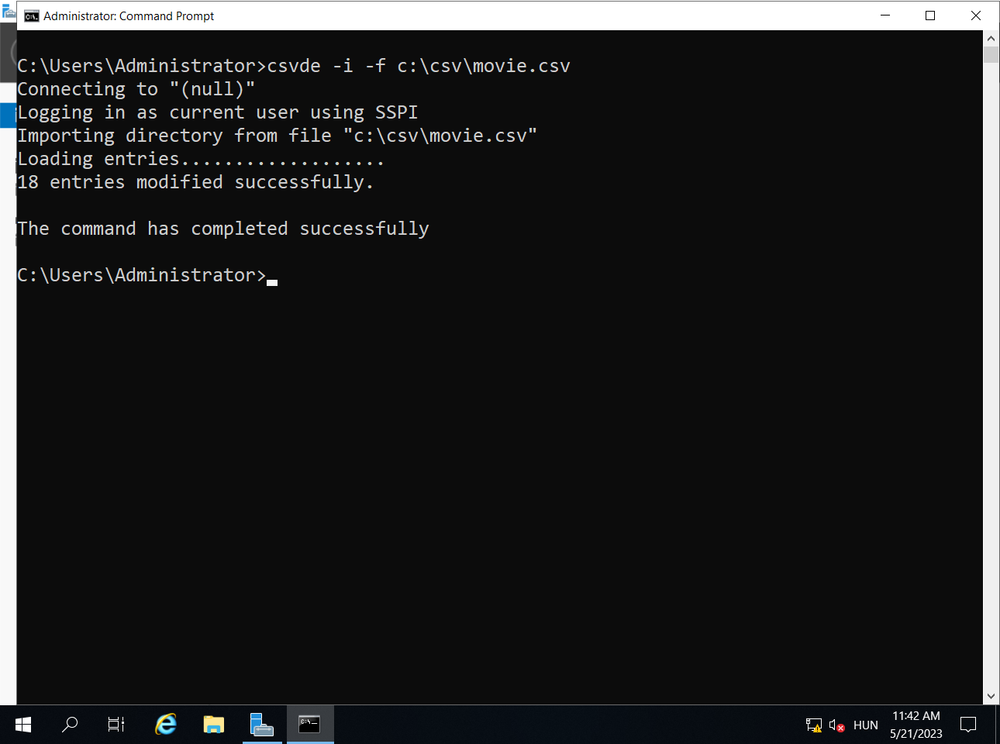 Administrator: Command Prompt
C:\Users\Administrator>csvde -i -f c:\csv\movie.csv
Connecting to "(null)"
Logging in as current user using SSPI
Importing directory from file "c:\csv\movie.csv"
Loading entries...................
18 entries modified successfully.
The command has completed successfully
C:\Users\Administrator>
HUN
11:42 AM
5/21/2023